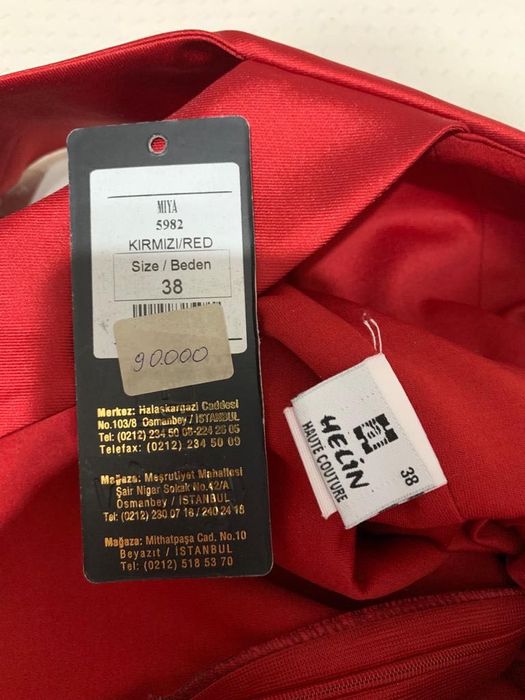 MIYA
5982
KIRMIZI/RED
Size / Beden
38
90.000
Merkez: Halaskargazi Caddesi
No.103/8 Osmanbey/İSTANBUL
Tel: (0212) 234 50 08-224 26 05
Telefax: (0212) 234 50 09
Mağaza: Meşrutiyet Mahallesi
Şair Nigar Sokak No.42/A
Osmanbey / İSTANBUL
Tel: (0212) 230 07 16 / 240 24 16
Mağaza: Mithatpaşa Cad. No.10
Beyazıt / İSTANBUL
Tel: (0212) 518 53 70
HELİN
HAUTE COUTURE
38